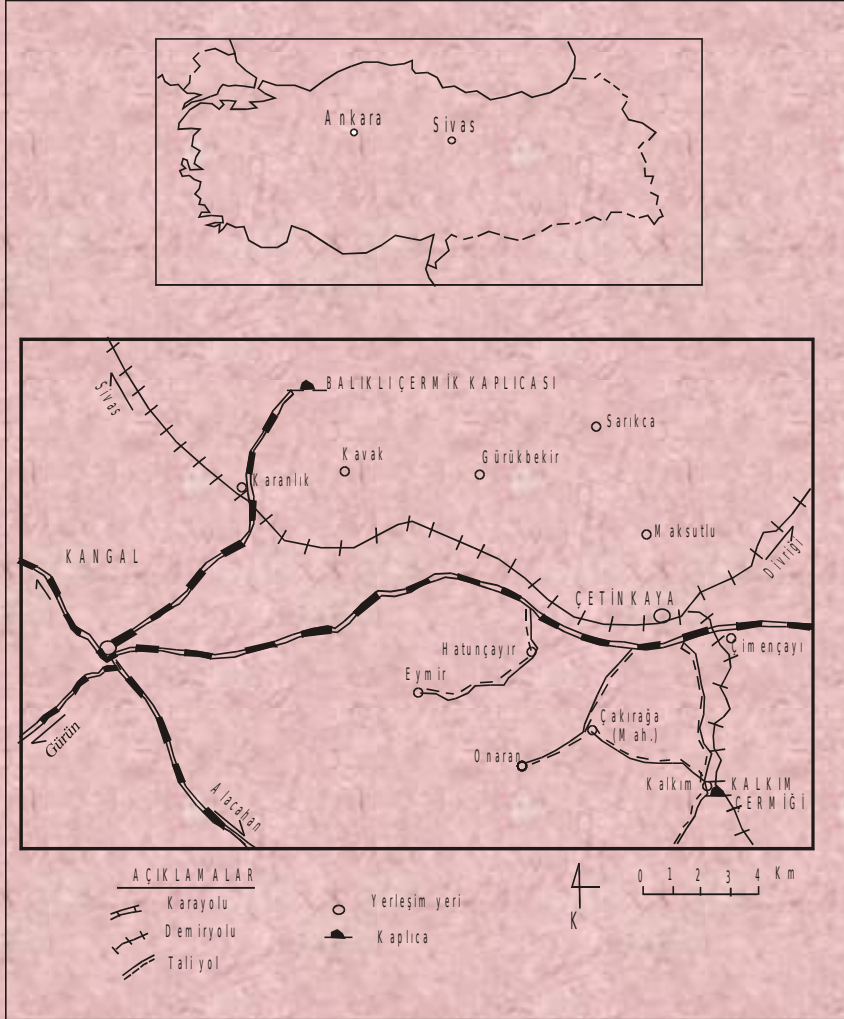 Ankara
Sivas
BALIKLIÇERMİK KAPLICASI
Sivas
Sarıkca
Kavak
Gürükbekir
Karanlık
Maksutlu
KANGAL
Divriği
ÇETİNKAYA
Çimençayı
Hatunçayır
Eymir
Çakırağa
(Mah.)
Gürün
Onaran
Kalkım
KALKIM
ÇERMİĞİ
Alacahan
AÇIKLAMALAR
Karayolu
Demiryolu
Tali yol
Yerleşim yeri
Kaplıca
K
0 1 2 3 4 Km